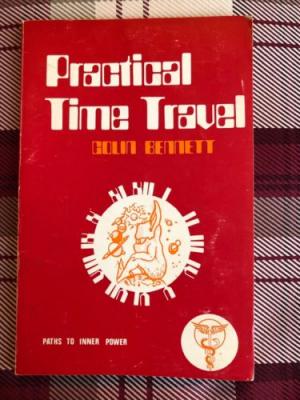 Practical
Time Travel
COLIN BENNETT
PATHS TO INNER POWER